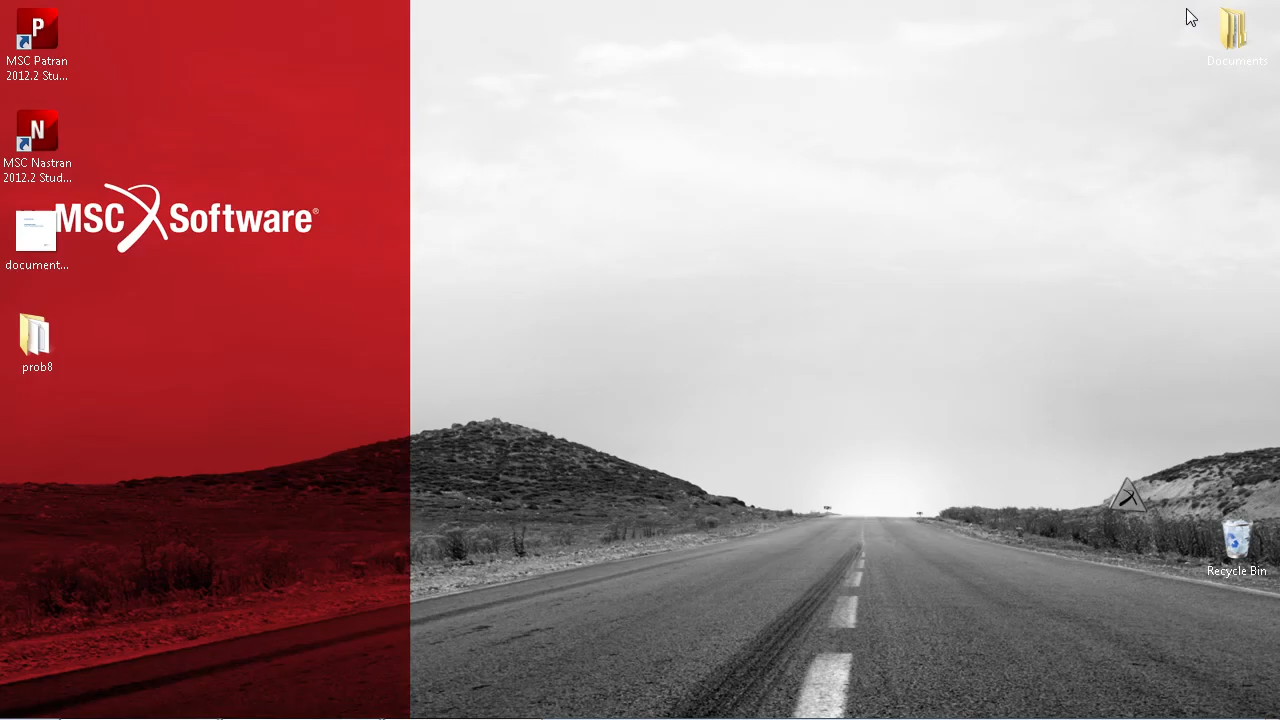 P
MSC Patran
2012.2 Stu...
N
MSC Nastran
2012.2 Stud...
MSC Software®
document...
prob8
Documents
Recycle Bin